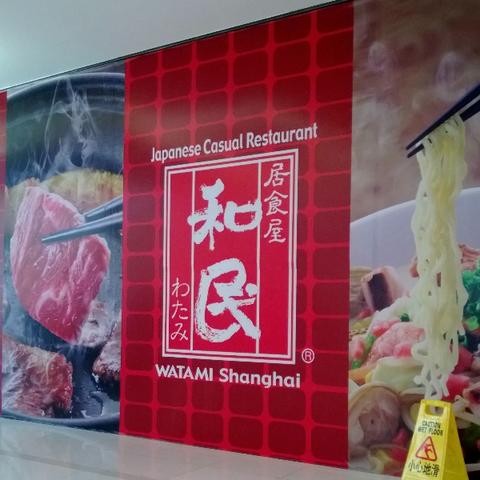 Japanese Casual Restaurant
居食屋
和民
わたみ
®
WATAMI Shanghai
CAUTION
WET FLOOR
小心地滑